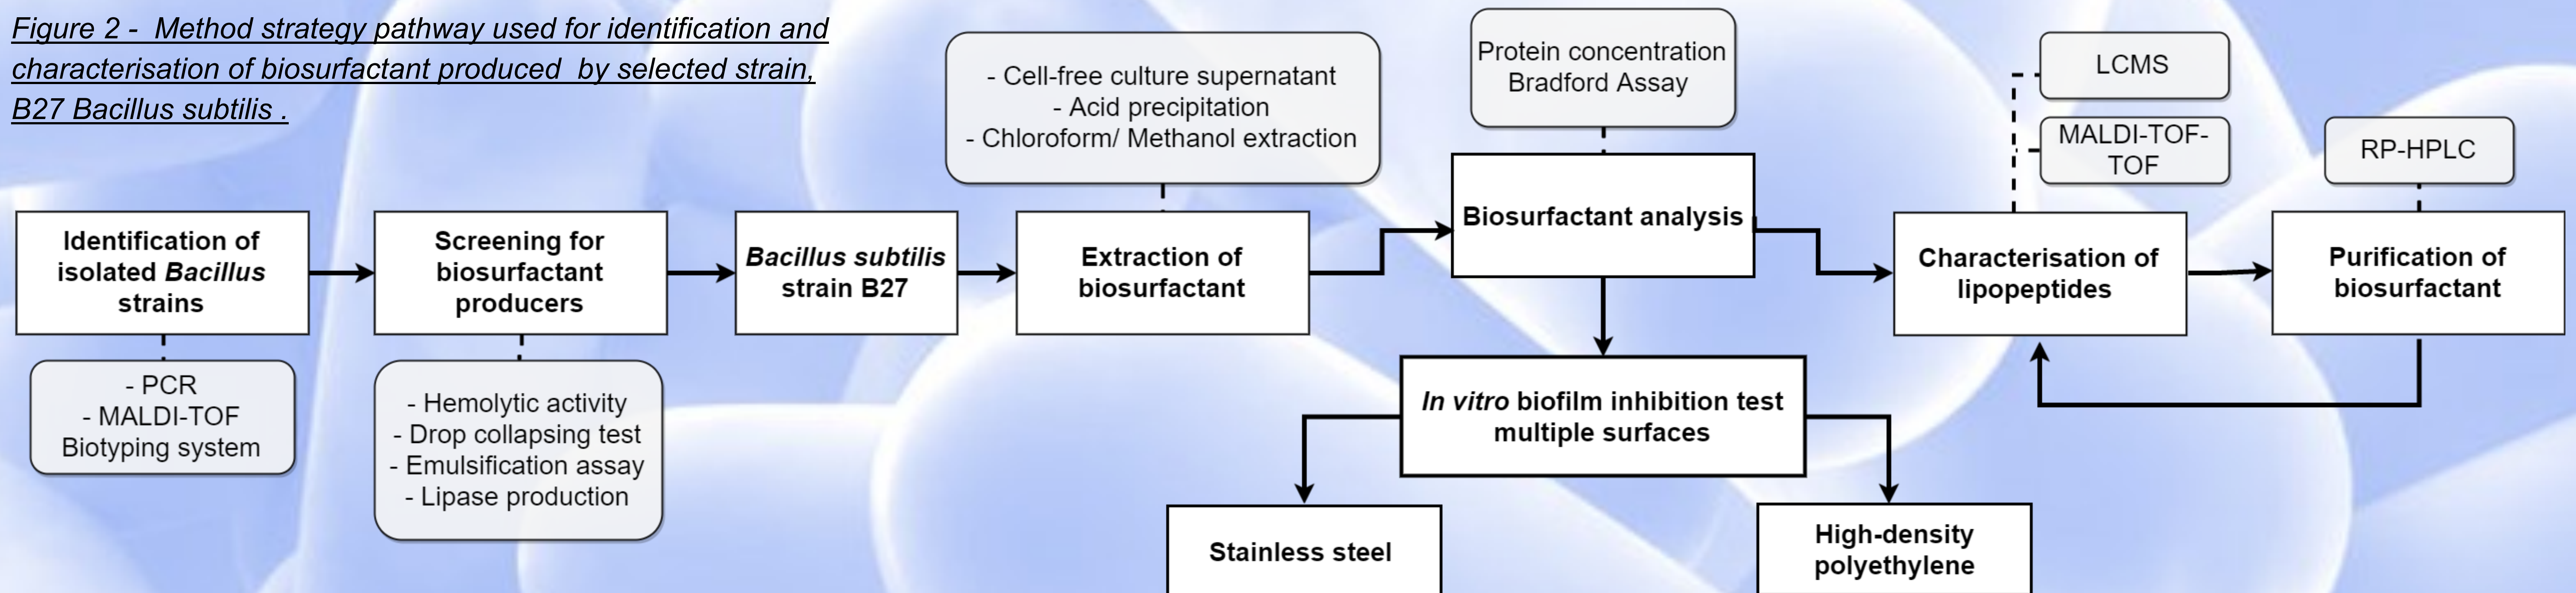 Figure 2 - Method strategy pathway used for identification and
characterisation of biosurfactant produced by selected strain,
B27 Bacillus subtilis .
Identification of
isolated Bacillus
strains
- PCR
- MALDI-TOF
Biotyping system
Screening for
biosurfactant
producers
- Hemolytic activity
- Drop collapsing test
- Emulsification assay
- Lipase production
Bacillus subtilis
strain B27
- Cell-free culture supernatant
- Acid precipitation
- Chloroform/ Methanol extraction
Extraction of
biosurfactant
Protein concentration
Bradford Assay
Biosurfactant analysis
In vitro biofilm inhibition test
multiple surfaces
Stainless steel
High-density
polyethylene
LCMS
MALDI-TOF-
TOF
Characterisation of
lipopeptides
RP-HPLC
Purification of
biosurfactant